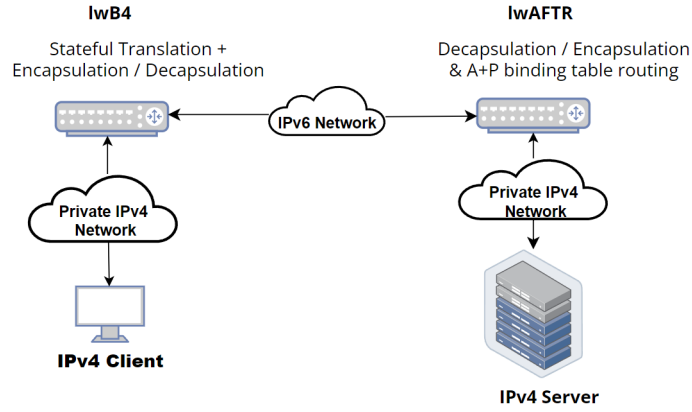 lwB4
Stateful Translation +
Encapsulation / Decapsulation
lwAFTR
Decapsulation / Encapsulation
& A+P binding table routing
IPv6 Network
Private IPv4
Network
Private IPv4
Network
IPv4 Client
IPv4 Server